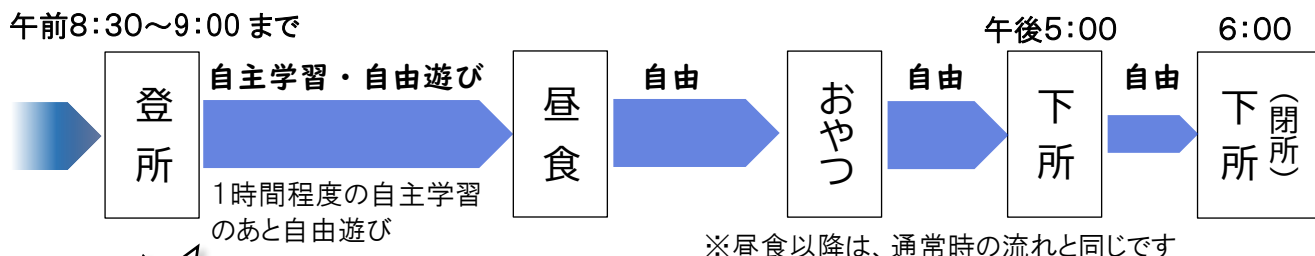 午前8:30~9:00 まで
午後5:00
6:00
登所
自主学習・自由遊び
1時間程度の自主学習
のあと自由遊び
昼食
自由
おやつ
自由
下所
自由
下所
(閉所)
※昼食以降は、通常時の流れと同じです